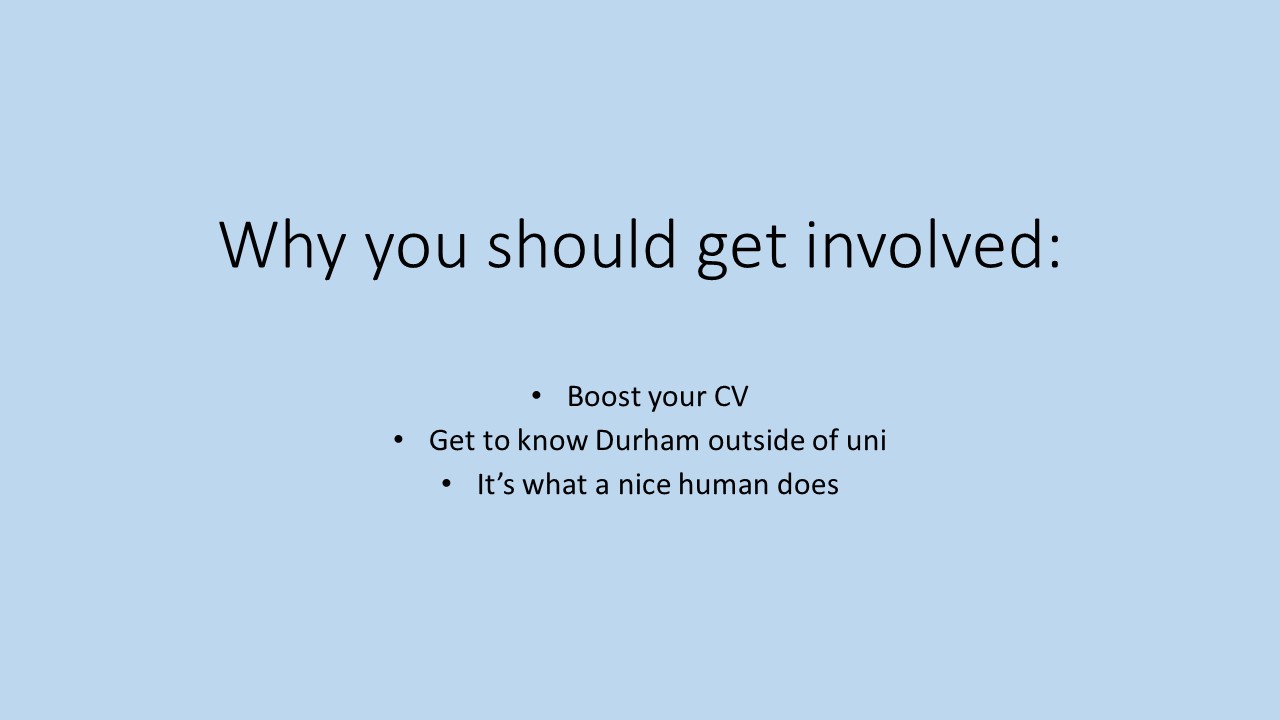 Why you should get involved:
• Boost your CV
• Get to know Durham outside of uni
• It’s what a nice human does